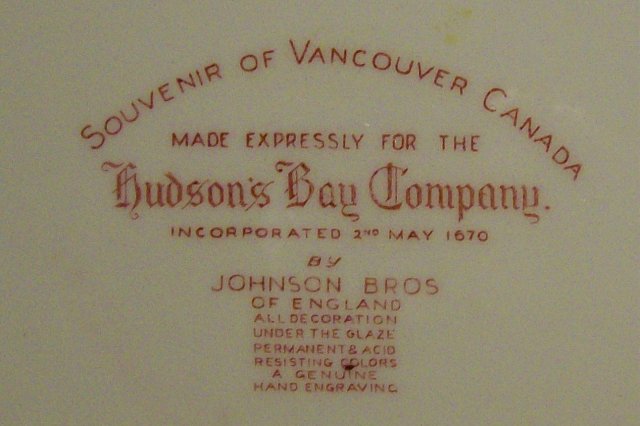 SOUVENIR OF VANCOUVER CANADA
MADE EXPRESSLY FOR THE
Hudson's Bay Company.
INCORPORATED 2ND MAY 1670
BY
JOHNSON BROS
OF ENGLAND
ALL DECORATION
UNDER THE GLAZE
PERMANENT & ACID
RESISTING COLORS
A GENUINE
HAND ENGRAVING